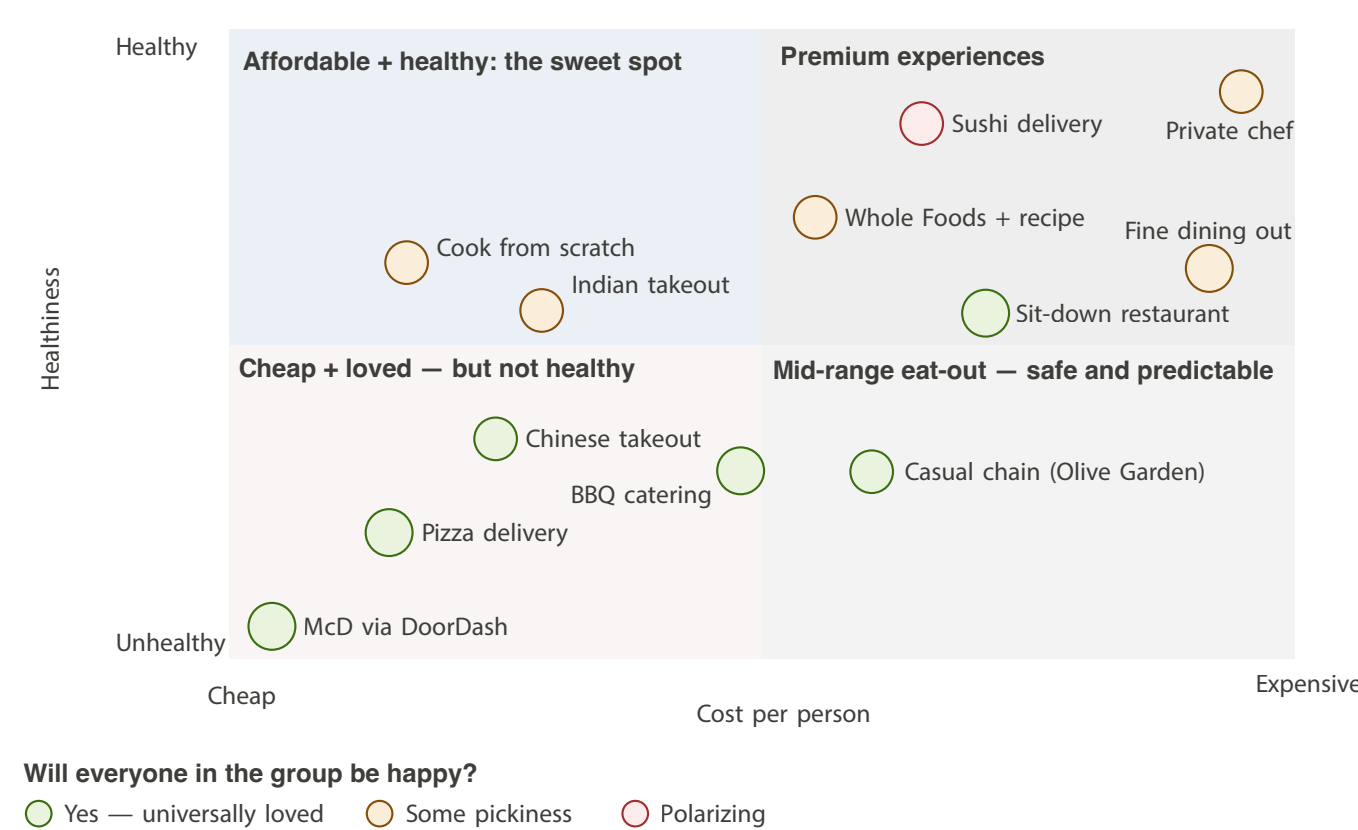 Healthy
Affordable + healthy: the sweet spot
Premium experiences
Sushi delivery
Private chef
Whole Foods + recipe
Fine dining out
Cook from scratch
Indian takeout
Sit-down restaurant
Healthiness
Cheap + loved — but not healthy
Mid-range eat-out — safe and predictable
Chinese takeout
BBQ catering
Casual chain (Olive Garden)
Pizza delivery
McD via DoorDash
Unhealthy
Cheap
Expensive
Cost per person
Will everyone in the group be happy?
Yes — universally loved
Some pickiness
Polarizing